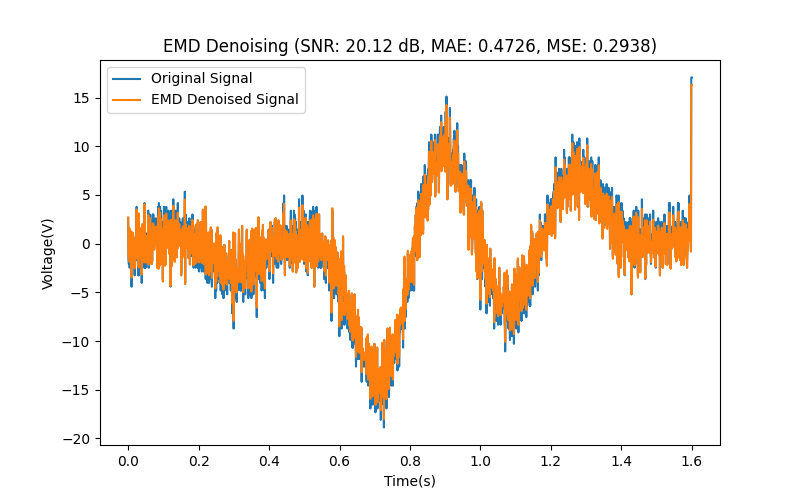 EMD Denoising (SNR: 20.12 dB, MAE: 0.4726, MSE: 0.2938)
Original Signal
EMD Denoised Signal
Voltage(V)
15
10
5
0
−5
−10
−15
−20
0.0 0.2 0.4 0.6 0.8 1.0 1.2 1.4 1.6
Time(s)